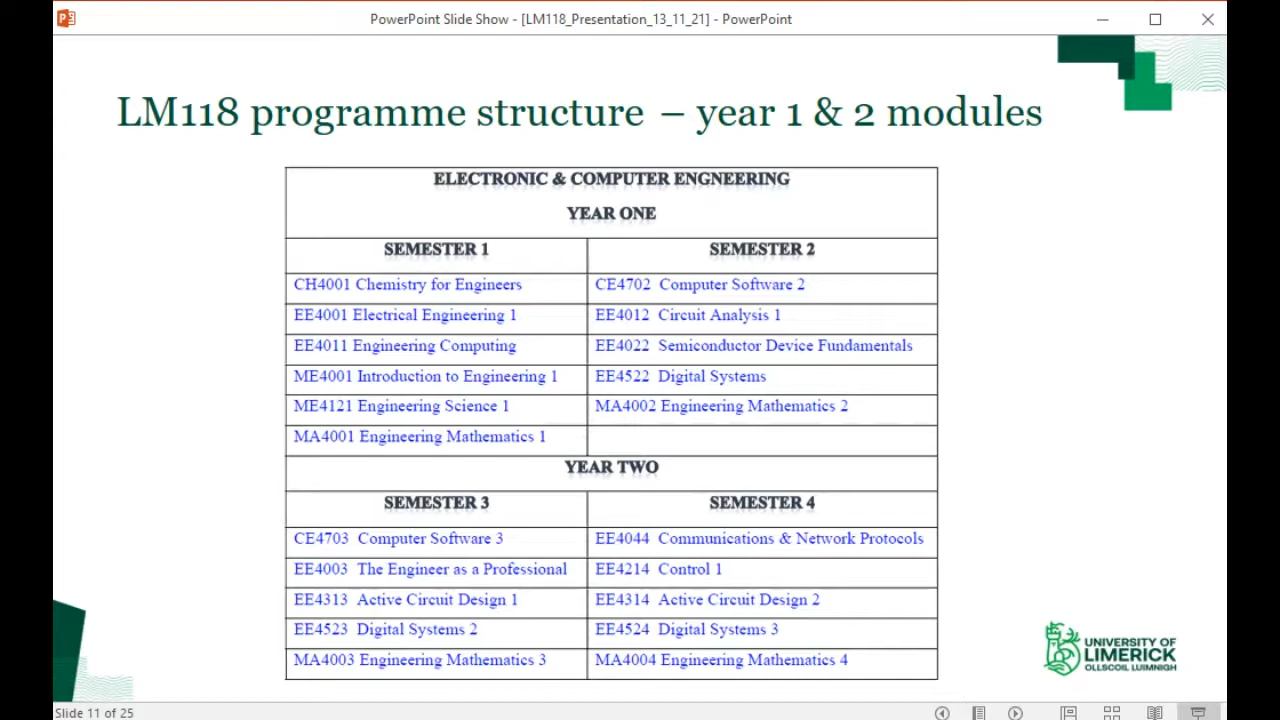 PowerPoint Slide Show - [LM118_Presentation_13_11_21] - PowerPoint
LM118 programme structure – year 1 & 2 modules
ELECTRONIC & COMPUTER ENGNEERING
YEAR ONE
SEMESTER 1 SEMESTER 2
CH4001 Chemistry for Engineers CE4702 Computer Software 2
EE4001 Electrical Engineering 1 EE4012 Circuit Analysis 1
EE4011 Engineering Computing EE4022 Semiconductor Device Fundamentals
ME4001 Introduction to Engineering 1 EE4522 Digital Systems
ME4121 Engineering Science 1 MA4002 Engineering Mathematics 2
MA4001 Engineering Mathematics 1
YEAR TWO
SEMESTER 3 SEMESTER 4
CE4703 Computer Software 3 EE4044 Communications & Network Protocols
EE4003 The Engineer as a Professional EE4214 Control 1
EE4313 Active Circuit Design 1 EE4314 Active Circuit Design 2
EE4523 Digital Systems 2 EE4524 Digital Systems 3
MA4003 Engineering Mathematics 3 MA4004 Engineering Mathematics 4
UNIVERSITY OF
LIMERICK
OLLSCOIL LUIMNIGH
Slide 11 of 25